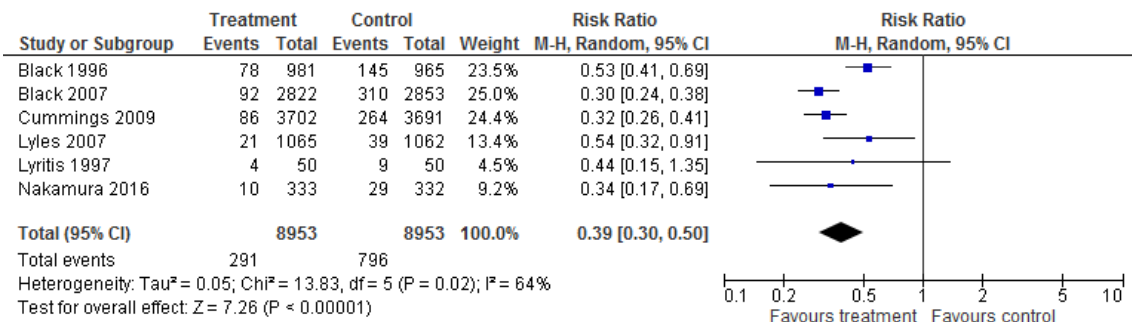 Treatment Control Risk Ratio Risk Ratio
Study or Subgroup Events Total Events Total Weight M-H, Random, 95% CI M-H, Random, 95% CI
Black 1996 78 981 145 965 23.5% 0.53 [0.41, 0.69]
Black 2007 92 2822 310 2853 25.0% 0.30 [0.24, 0.38]
Cummings 2009 86 3702 264 3691 24.4% 0.32 [0.26, 0.41]
Lyles 2007 21 1065 39 1062 13.4% 0.54 [0.32, 0.91]
Lyritis 1997 4 50 9 50 4.5% 0.44 [0.15, 1.35]
Nakamura 2016 10 333 29 332 9.2% 0.34 [0.17, 0.69]
Total (95% CI) 8953 8953 100.0% 0.39 [0.30, 0.50]
Total events 291 796
Heterogeneity: Tau² = 0.05; Chi² = 13.83, df = 5 (P = 0.02); I² = 64%
Test for overall effect: Z = 7.26 (P < 0.00001)
0.1 0.2 0.5 1 2 5 10
Favours treatment Favours control